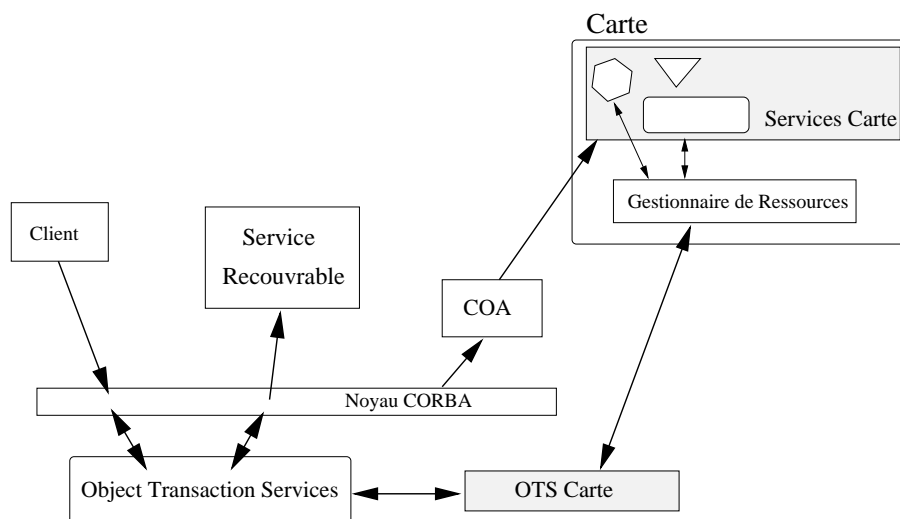 Carte
Services Carte
Gestionnaire de Ressources
Client
Service
Recouvrable
COA
Noyau CORBA
Object Transaction Services
OTS Carte